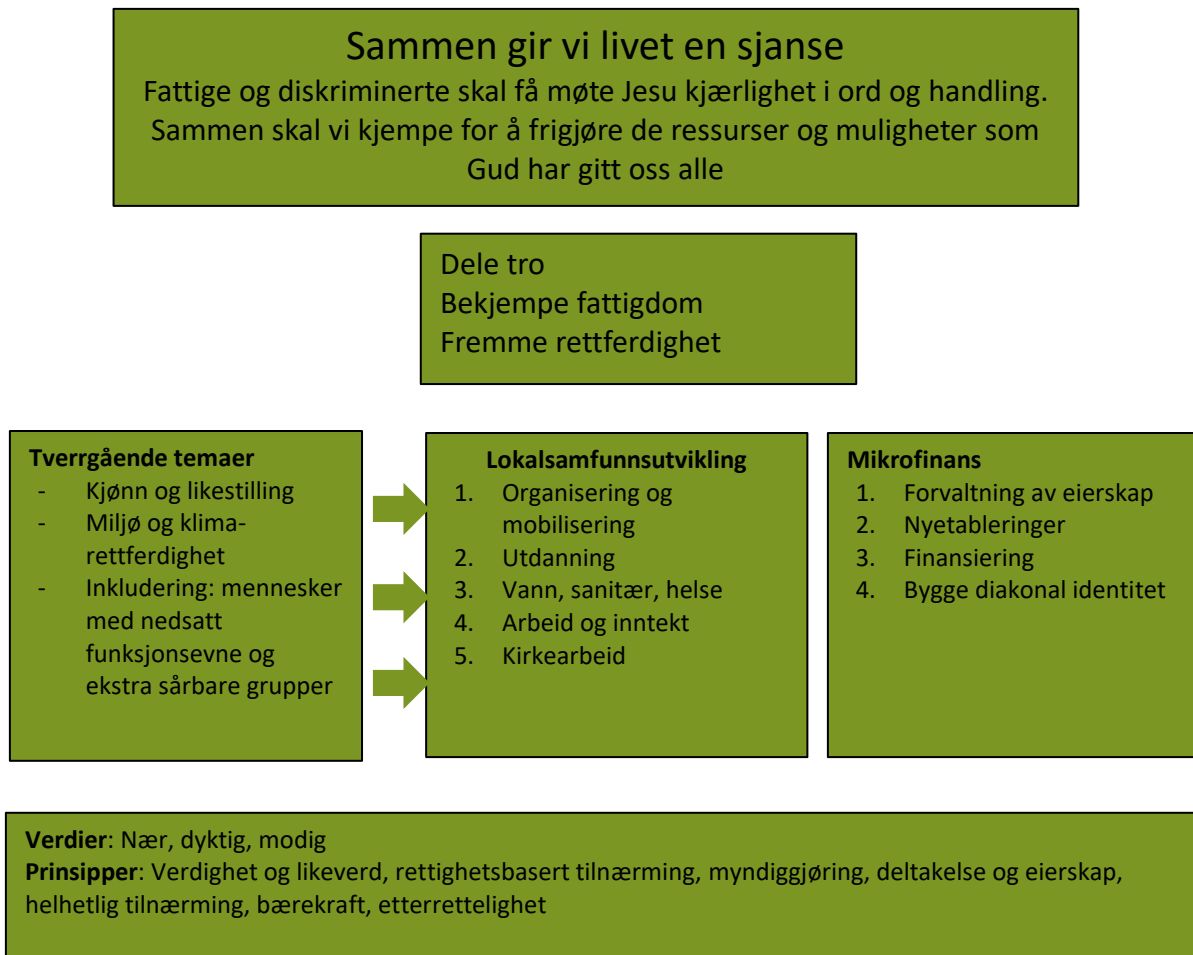 Sammen gir vi livet en sjanse
Fattige og diskriminerte skal få møte Jesu kjærlighet i ord og handling.
Sammen skal vi kjempe for å frigjøre de ressurser og muligheter som
Gud har gitt oss alle
Dele tro
Bekjempe fattigdom
Fremme rettferdighet
Tverrgående temaer
- Kjønn og likestilling
- Miljø og klima-
rettferdighet
- Inkludering: mennesker
med nedsatt
funksjonsevne og
ekstra sårbare grupper
Lokalsamfunnsutvikling
1. Organisering og
mobilisering
2. Utdanning
3. Vann, sanitær, helse
4. Arbeid og inntekt
5. Kirkearbeid
Mikrofinans
1. Forvaltning av eierskap
2. Nyetableringer
3. Finansiering
4. Bygge diakonal identitet
Verdier: Nær, dyktig, modig
Prinsipper: Verdighet og likeverd, rettighetsbasert tilnærming, myndiggjøring, deltakelse og eierskap,
helhetlig tilnærming, bærekraft, etterrettelighet